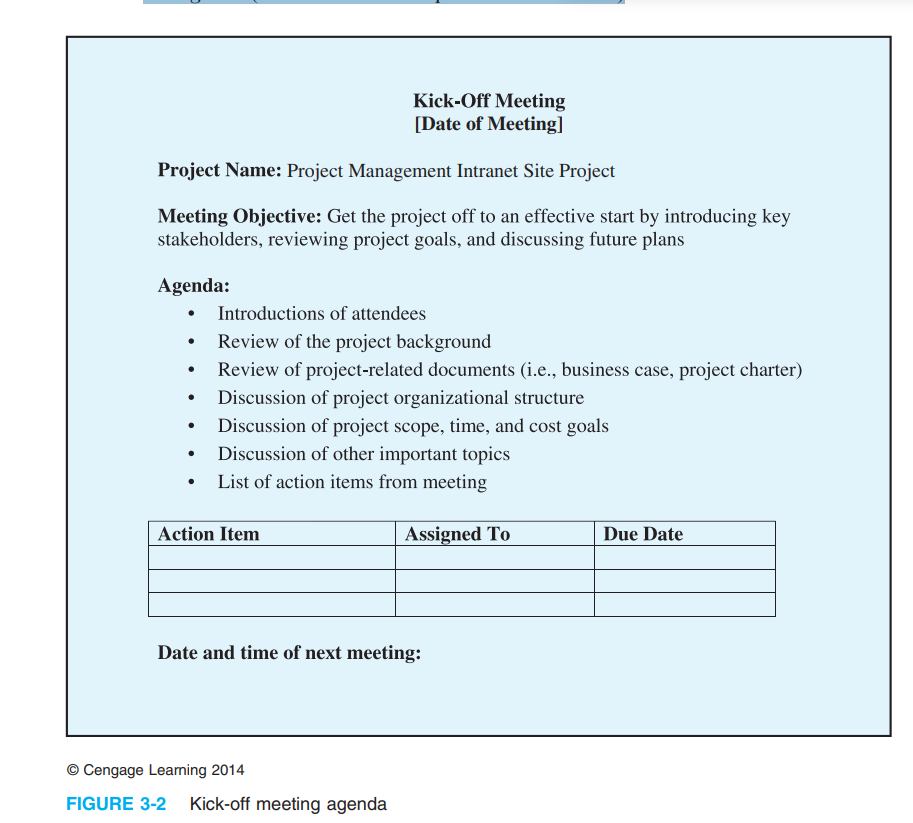 Kick-Off Meeting
[Date of Meeting]
Project Name: Project Management Intranet Site Project
Meeting Objective: Get the project off to an effective start by introducing key
stakeholders, reviewing project goals, and discussing future plans
Agenda:
• Introductions of attendees
• Review of the project background
• Review of project-related documents (i.e., business case, project charter)
• Discussion of project organizational structure
• Discussion of project scope, time, and cost goals
• Discussion of other important topics
• List of action items from meeting
Action Item Assigned To Due Date
Date and time of next meeting:
© Cengage Learning 2014
FIGURE 3-2 Kick-off meeting agenda